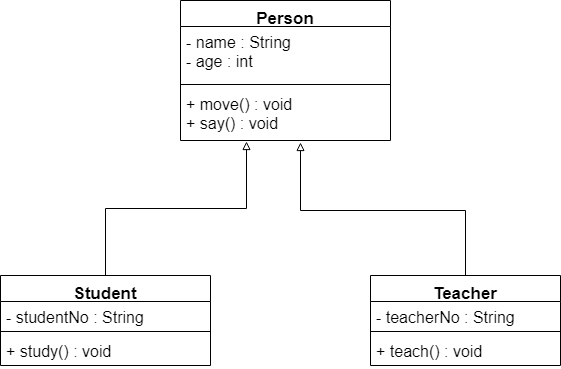 Person
- name : String
- age : int
+ move() : void
+ say() : void
Student
- studentNo : String
+ study() : void
Teacher
- teacherNo : String
+ teach() : void